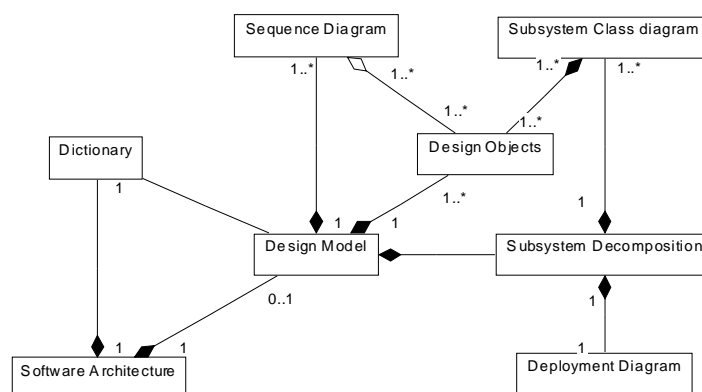 Sequence Diagram
Subsystem Class diagram
1..*
1..*
1..*
1..*
1..*
1..*
Dictionary
Design Objects
1
1..*
1
1
1
Design Model
Subsystem Decomposition
0..1
1
1
1
1
Software Architecture
Deployment Diagram